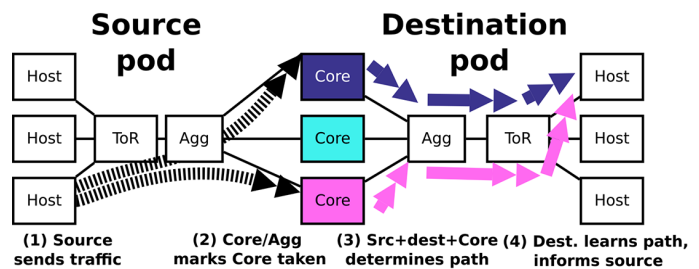 Source
pod
Destination
pod
Host
Core
Host
Host
ToR
Agg
Core
Agg
ToR
Host
Host
Core
Host
(1) Source
sends traffic
(2) Core/Agg
marks Core taken
(3) Src+dest+Core
determines path
(4) Dest. learns path,
informs source